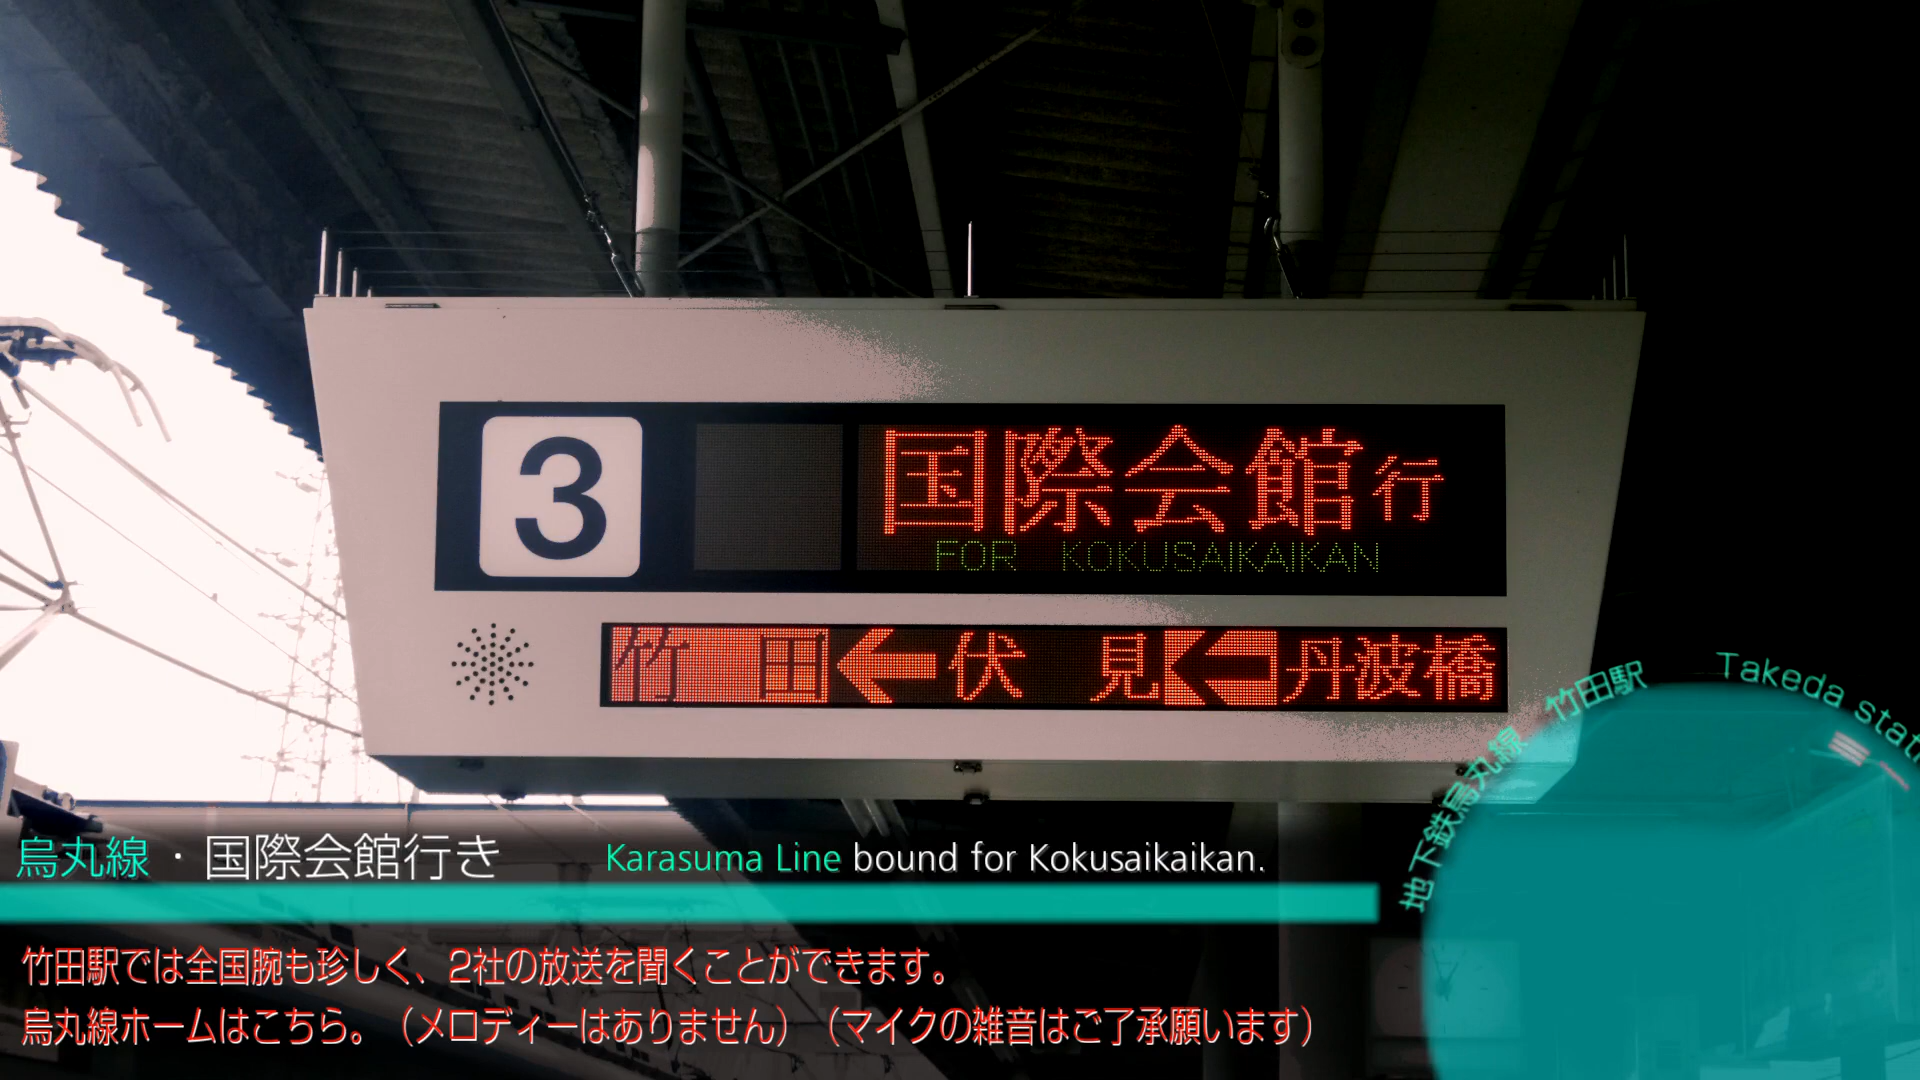 3
国際会館行
FOR KOKUSAIKAIKAN
竹 田←伏 見←丹波橋
地下鉄烏丸線 竹田駅
Takeda stat
烏丸線・国際会館行き Karasuma Line bound for Kokusaikaikan.
竹田駅では全国腕も珍しく、2社の放送を聞くことができます。
烏丸線ホームはこちら。（メロディーはありません）（マイクの雑音はご了承願います）